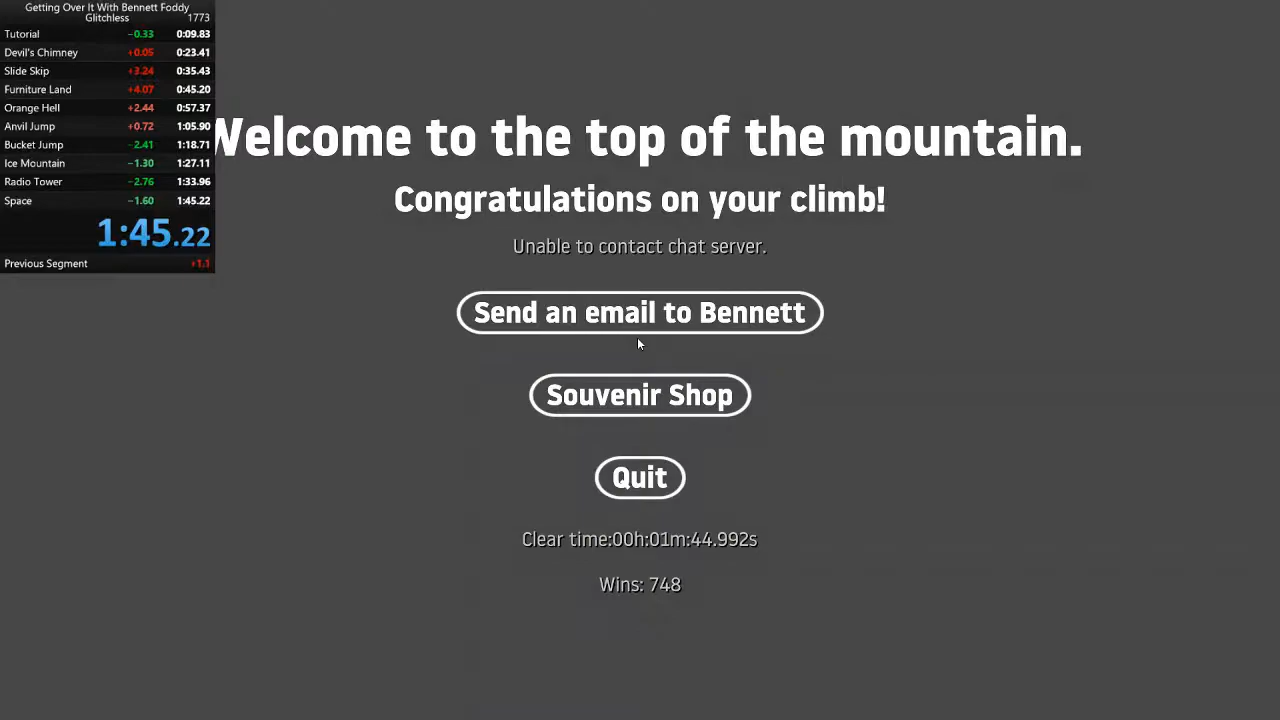 Getting Over It With Bennett Foddy
Glitchless 1773
Tutorial −0.33 0:09.83
Devil's Chimney +0.05 0:23.41
Slide Skip +3.24 0:35.43
Furniture Land +4.07 0:45.20
Orange Hell +2.44 0:57.37
Anvil Jump +0.72 1:05.90
Bucket Jump −2.41 1:18.71
Ice Mountain −1.30 1:27.11
Radio Tower −2.76 1:33.96
Space −1.60 1:45.22
1:45.22
Previous Segment +1.1
Welcome to the top of the mountain.
Congratulations on your climb!
Unable to contact chat server.
Send an email to Bennett
Souvenir Shop
Quit
Clear time:00h:01m:44.992s
Wins: 748